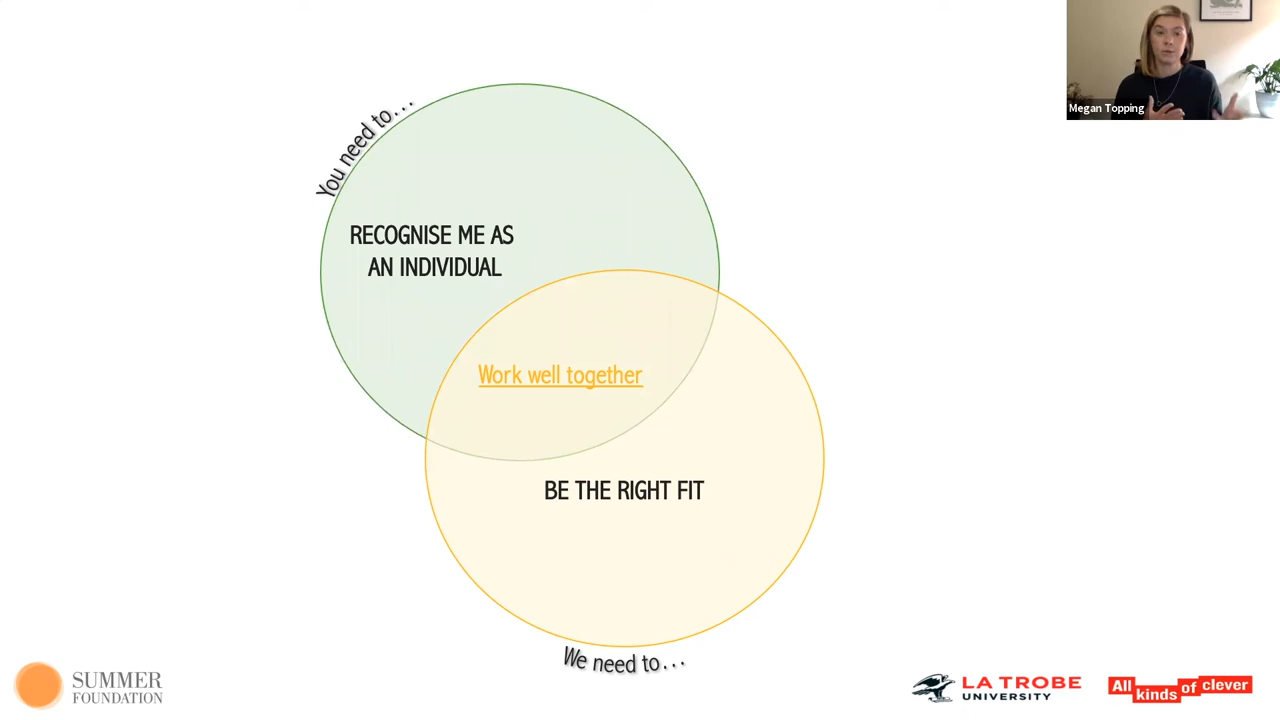 Megan Topping
You need to...
RECOGNISE ME AS
AN INDIVIDUAL
Work well together
BE THE RIGHT FIT
We need to...
SUMMER
FOUNDATION
LA TROBE
UNIVERSITY
All kinds of clever